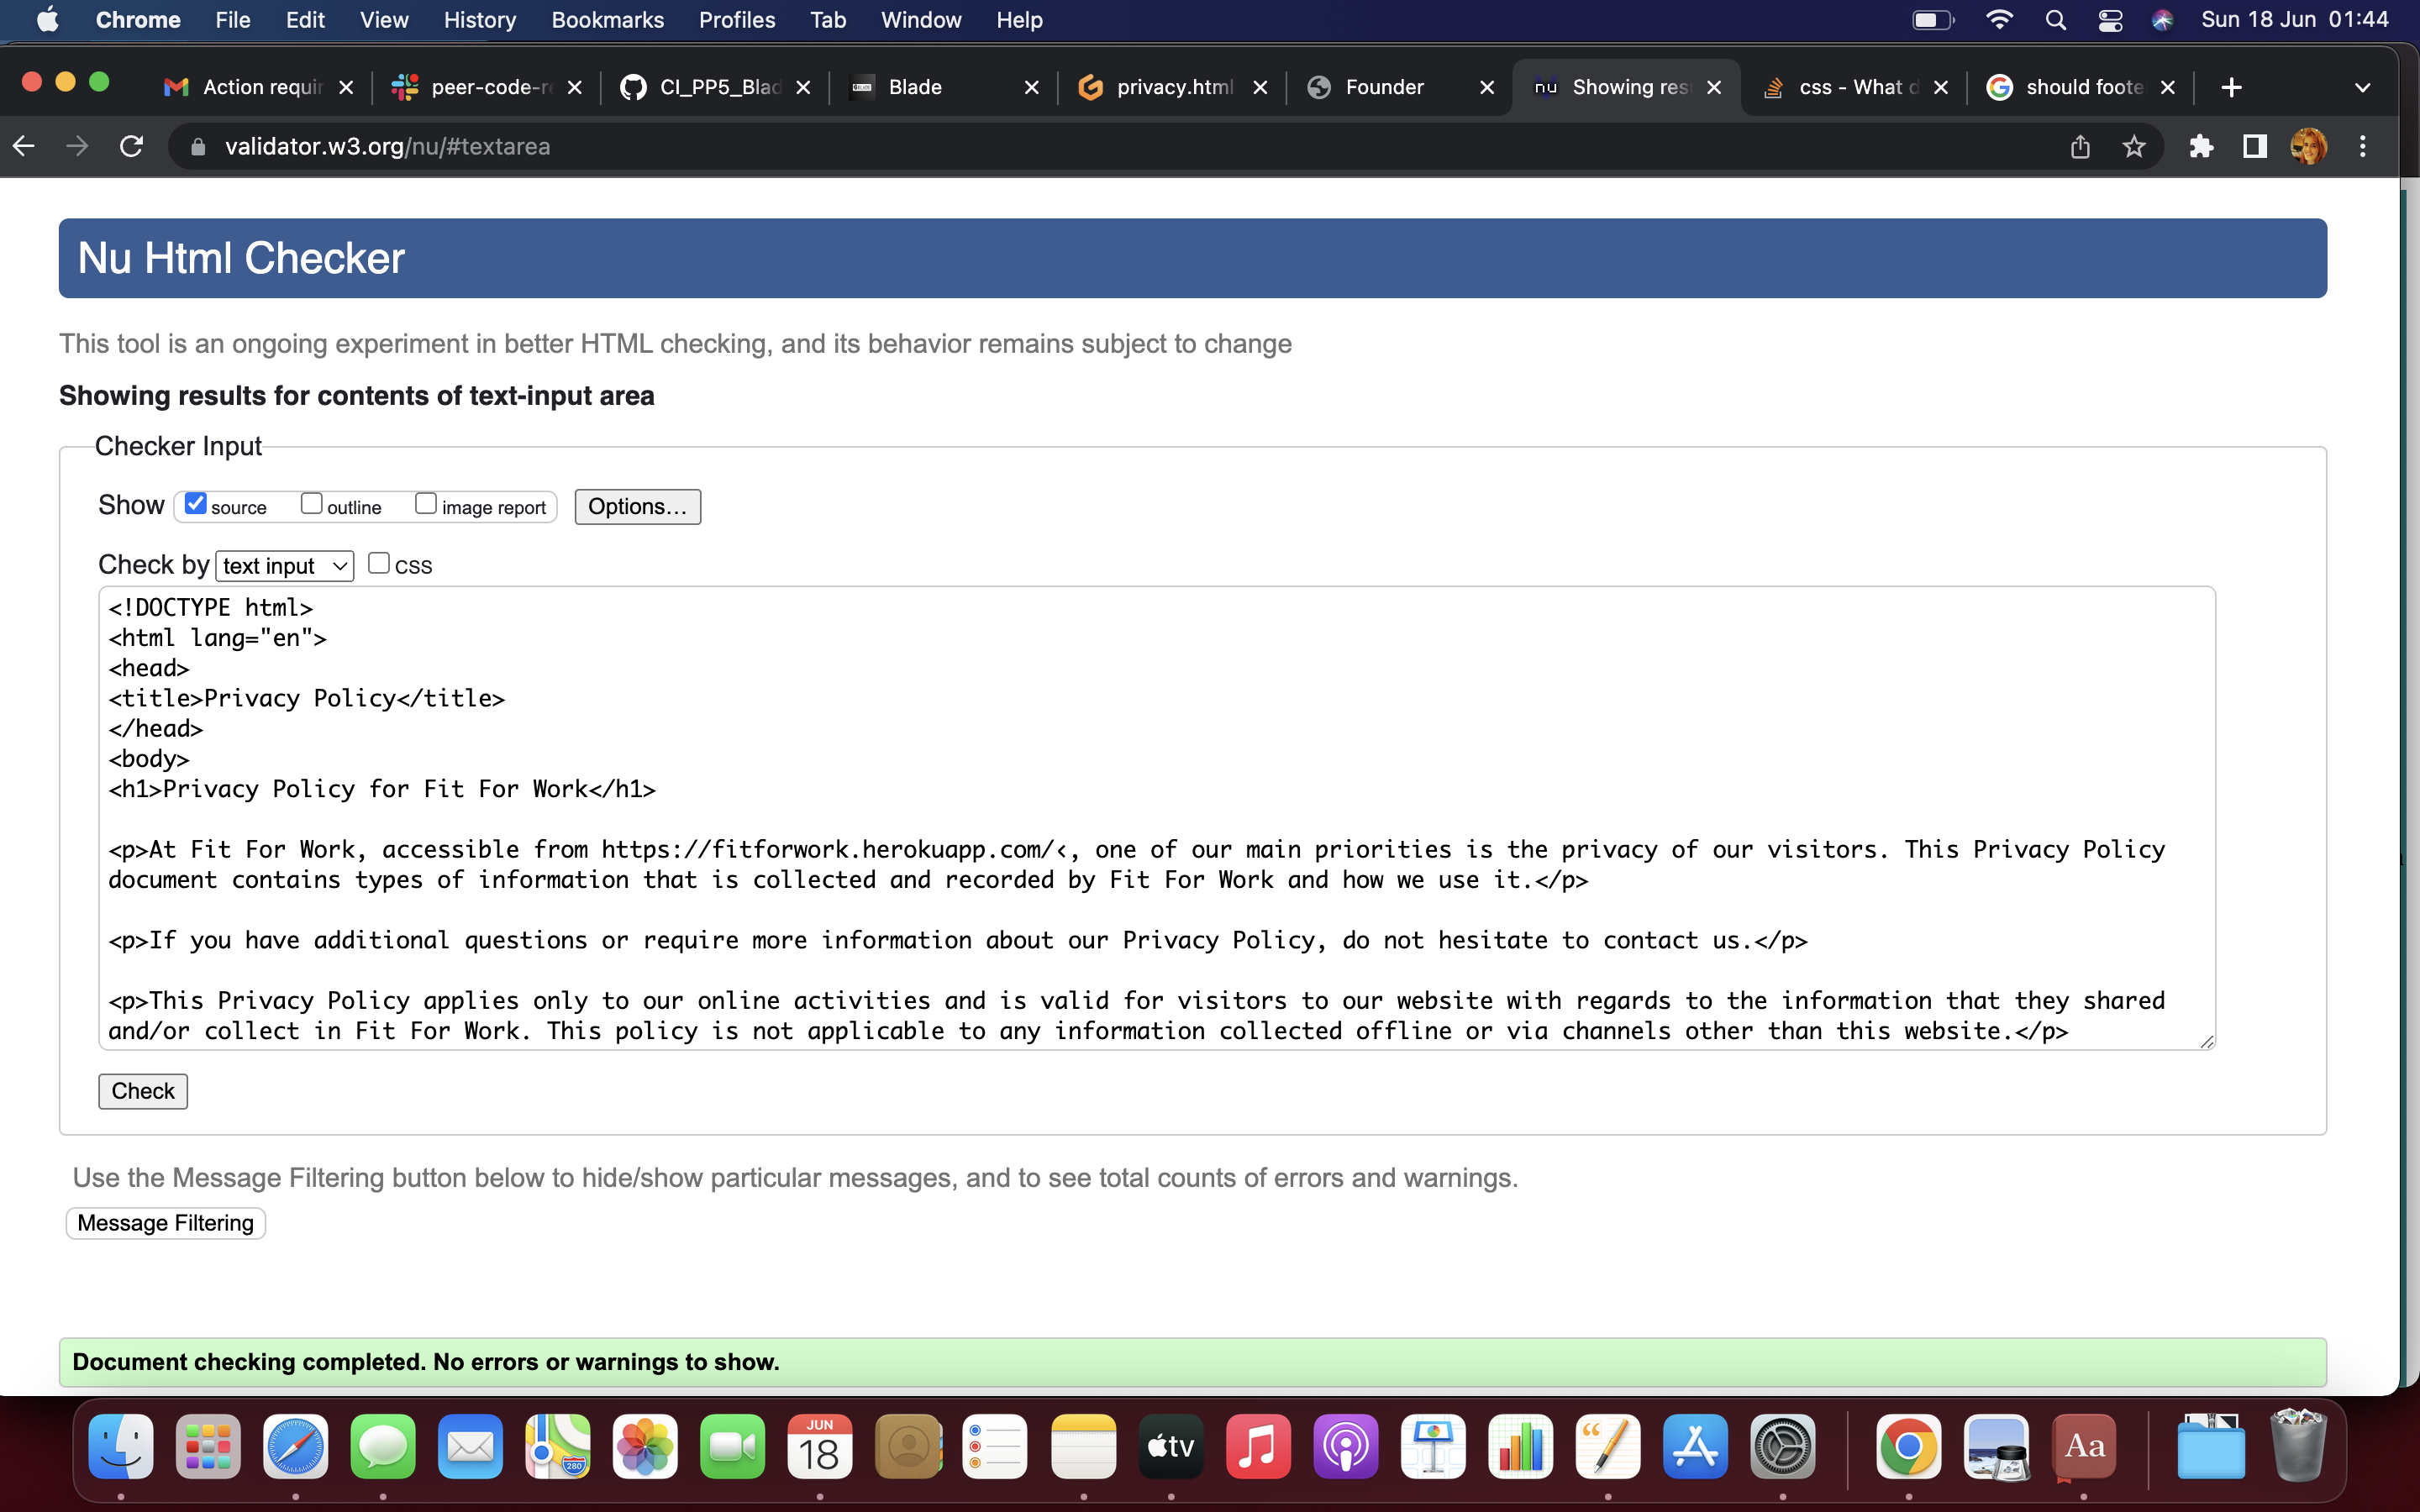 Chrome File Edit View History Bookmarks Profiles Tab Window Help Sun 18 Jun 01:44
Action requir peer-code-re CI_PP5_Blad Blade privacy.html Founder nu Showing res css - What d should foote
validator.w3.org/nu/#textarea
Nu Html Checker
This tool is an ongoing experiment in better HTML checking, and its behavior remains subject to change
Showing results for contents of text-input area
Checker Input
Show source outline image report Options...
Check by text input CSS
<!DOCTYPE html>
<html lang="en">
<head>
<title>Privacy Policy</title>
</head>
<body>
<h1>Privacy Policy for Fit For Work</h1>
<p>At Fit For Work, accessible from https://fitforwork.herokuapp.com/<, one of our main priorities is the privacy of our visitors. This Privacy Policy
document contains types of information that is collected and recorded by Fit For Work and how we use it.</p>
<p>If you have additional questions or require more information about our Privacy Policy, do not hesitate to contact us.</p>
<p>This Privacy Policy applies only to our online activities and is valid for visitors to our website with regards to the information that they shared
and/or collect in Fit For Work. This policy is not applicable to any information collected offline or via channels other than this website.</p>
Check
Use the Message Filtering button below to hide/show particular messages, and to see total counts of errors and warnings.
Message Filtering
Document checking completed. No errors or warnings to show.
280 JUN 18 tv Aa